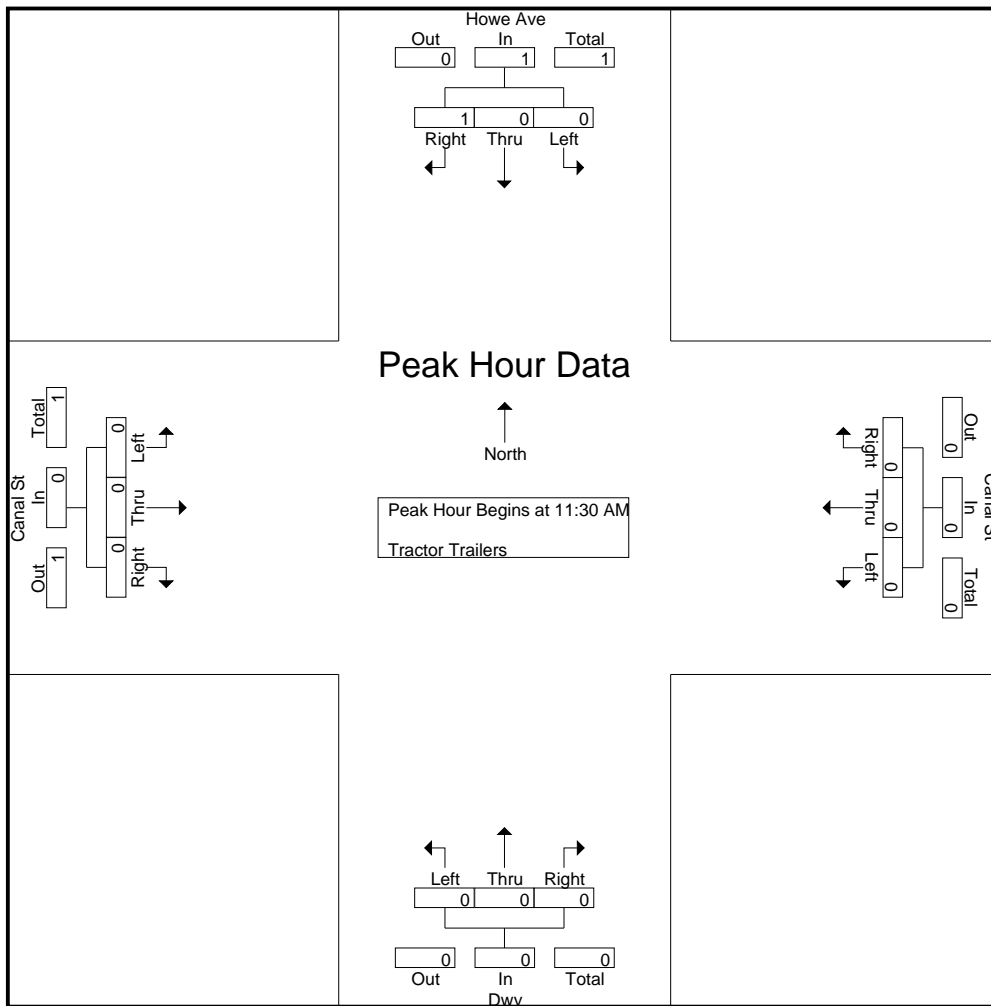 Howe Ave
Out In Total
0 1 1
1 0 0
Right Thru Left
Peak Hour Data
North
Peak Hour Begins at 11:30 AM
Tractor Trailers
Canal St
Total In Out
1 0 1
0 0 0
Left Thru Right
Canal St
Out In Total
0 0 0
0 0 0
Right Thru Left
Left Thru Right
0 0 0
0 0 0
Out In Total
Dwy